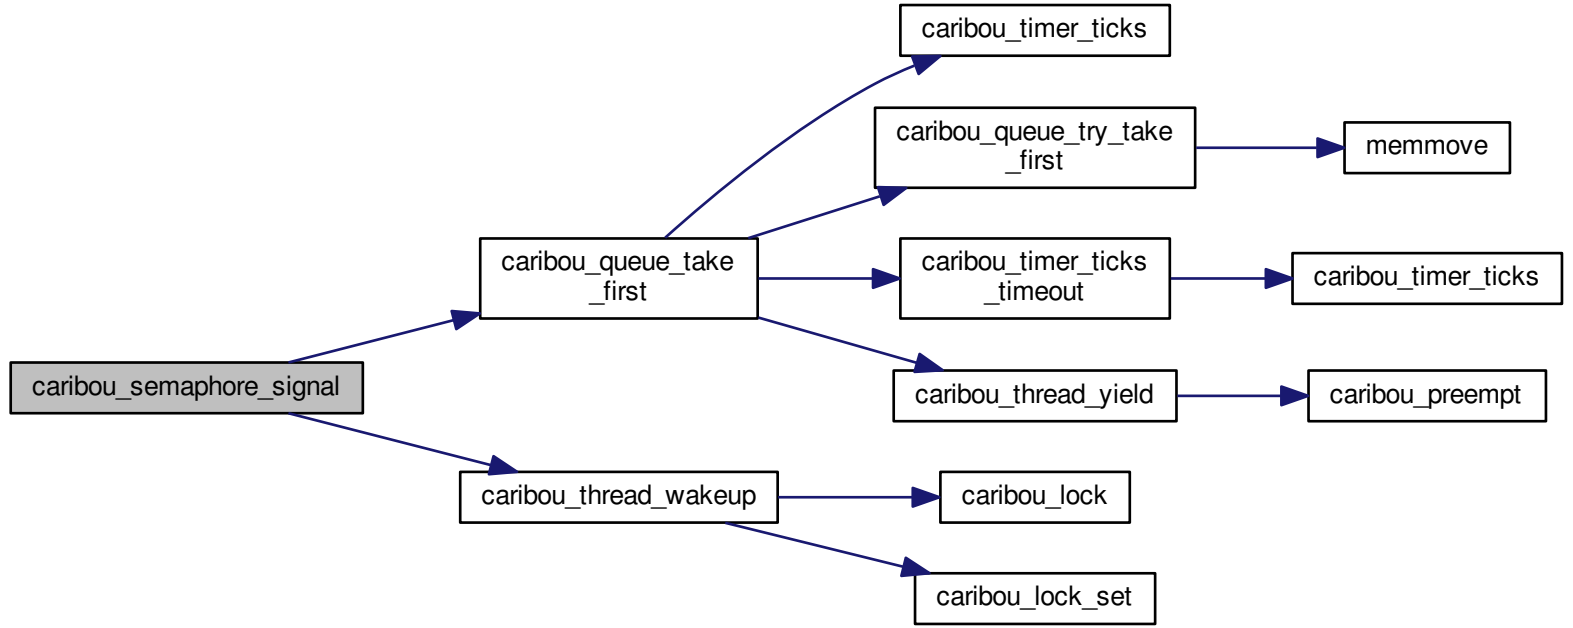 caribou_timer_ticks
caribou_queue_try_take
_first
memmove
caribou_queue_take
_first
caribou_timer_ticks
_timeout
caribou_timer_ticks
caribou_semaphore_signal
caribou_thread_yield
caribou_preempt
caribou_thread_wakeup
caribou_lock
caribou_lock_set